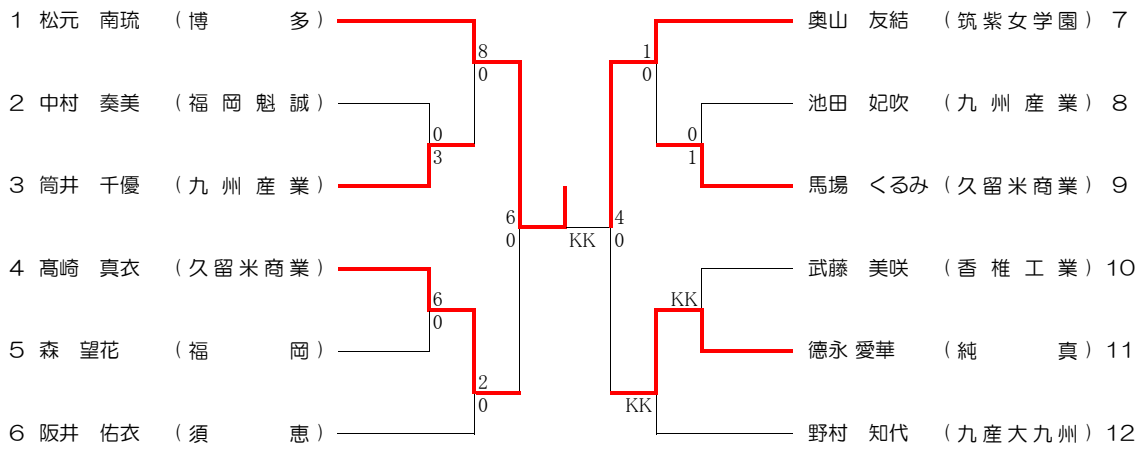 1 松元 南琉 (博 多)
2 中村 奏美 (福岡魁誠)
3 筒井 千優 (九州産業)
4 髙崎 真衣 (久留米商業)
5 森 望花 (福 岡)
6 阪井 佑衣 (須 恵)
8
0
0
3
6
0
2
0
6
0
KK
4
0
1
0
0
1
KK
KK
奥山 友結 (筑紫女学園) 7
池田 妃吹 (九州産業) 8
馬場 くるみ (久留米商業) 9
武藤 美咲 (香椎工業) 10
德永 愛華 (純 真) 11
野村 知代 (九産大九州) 12